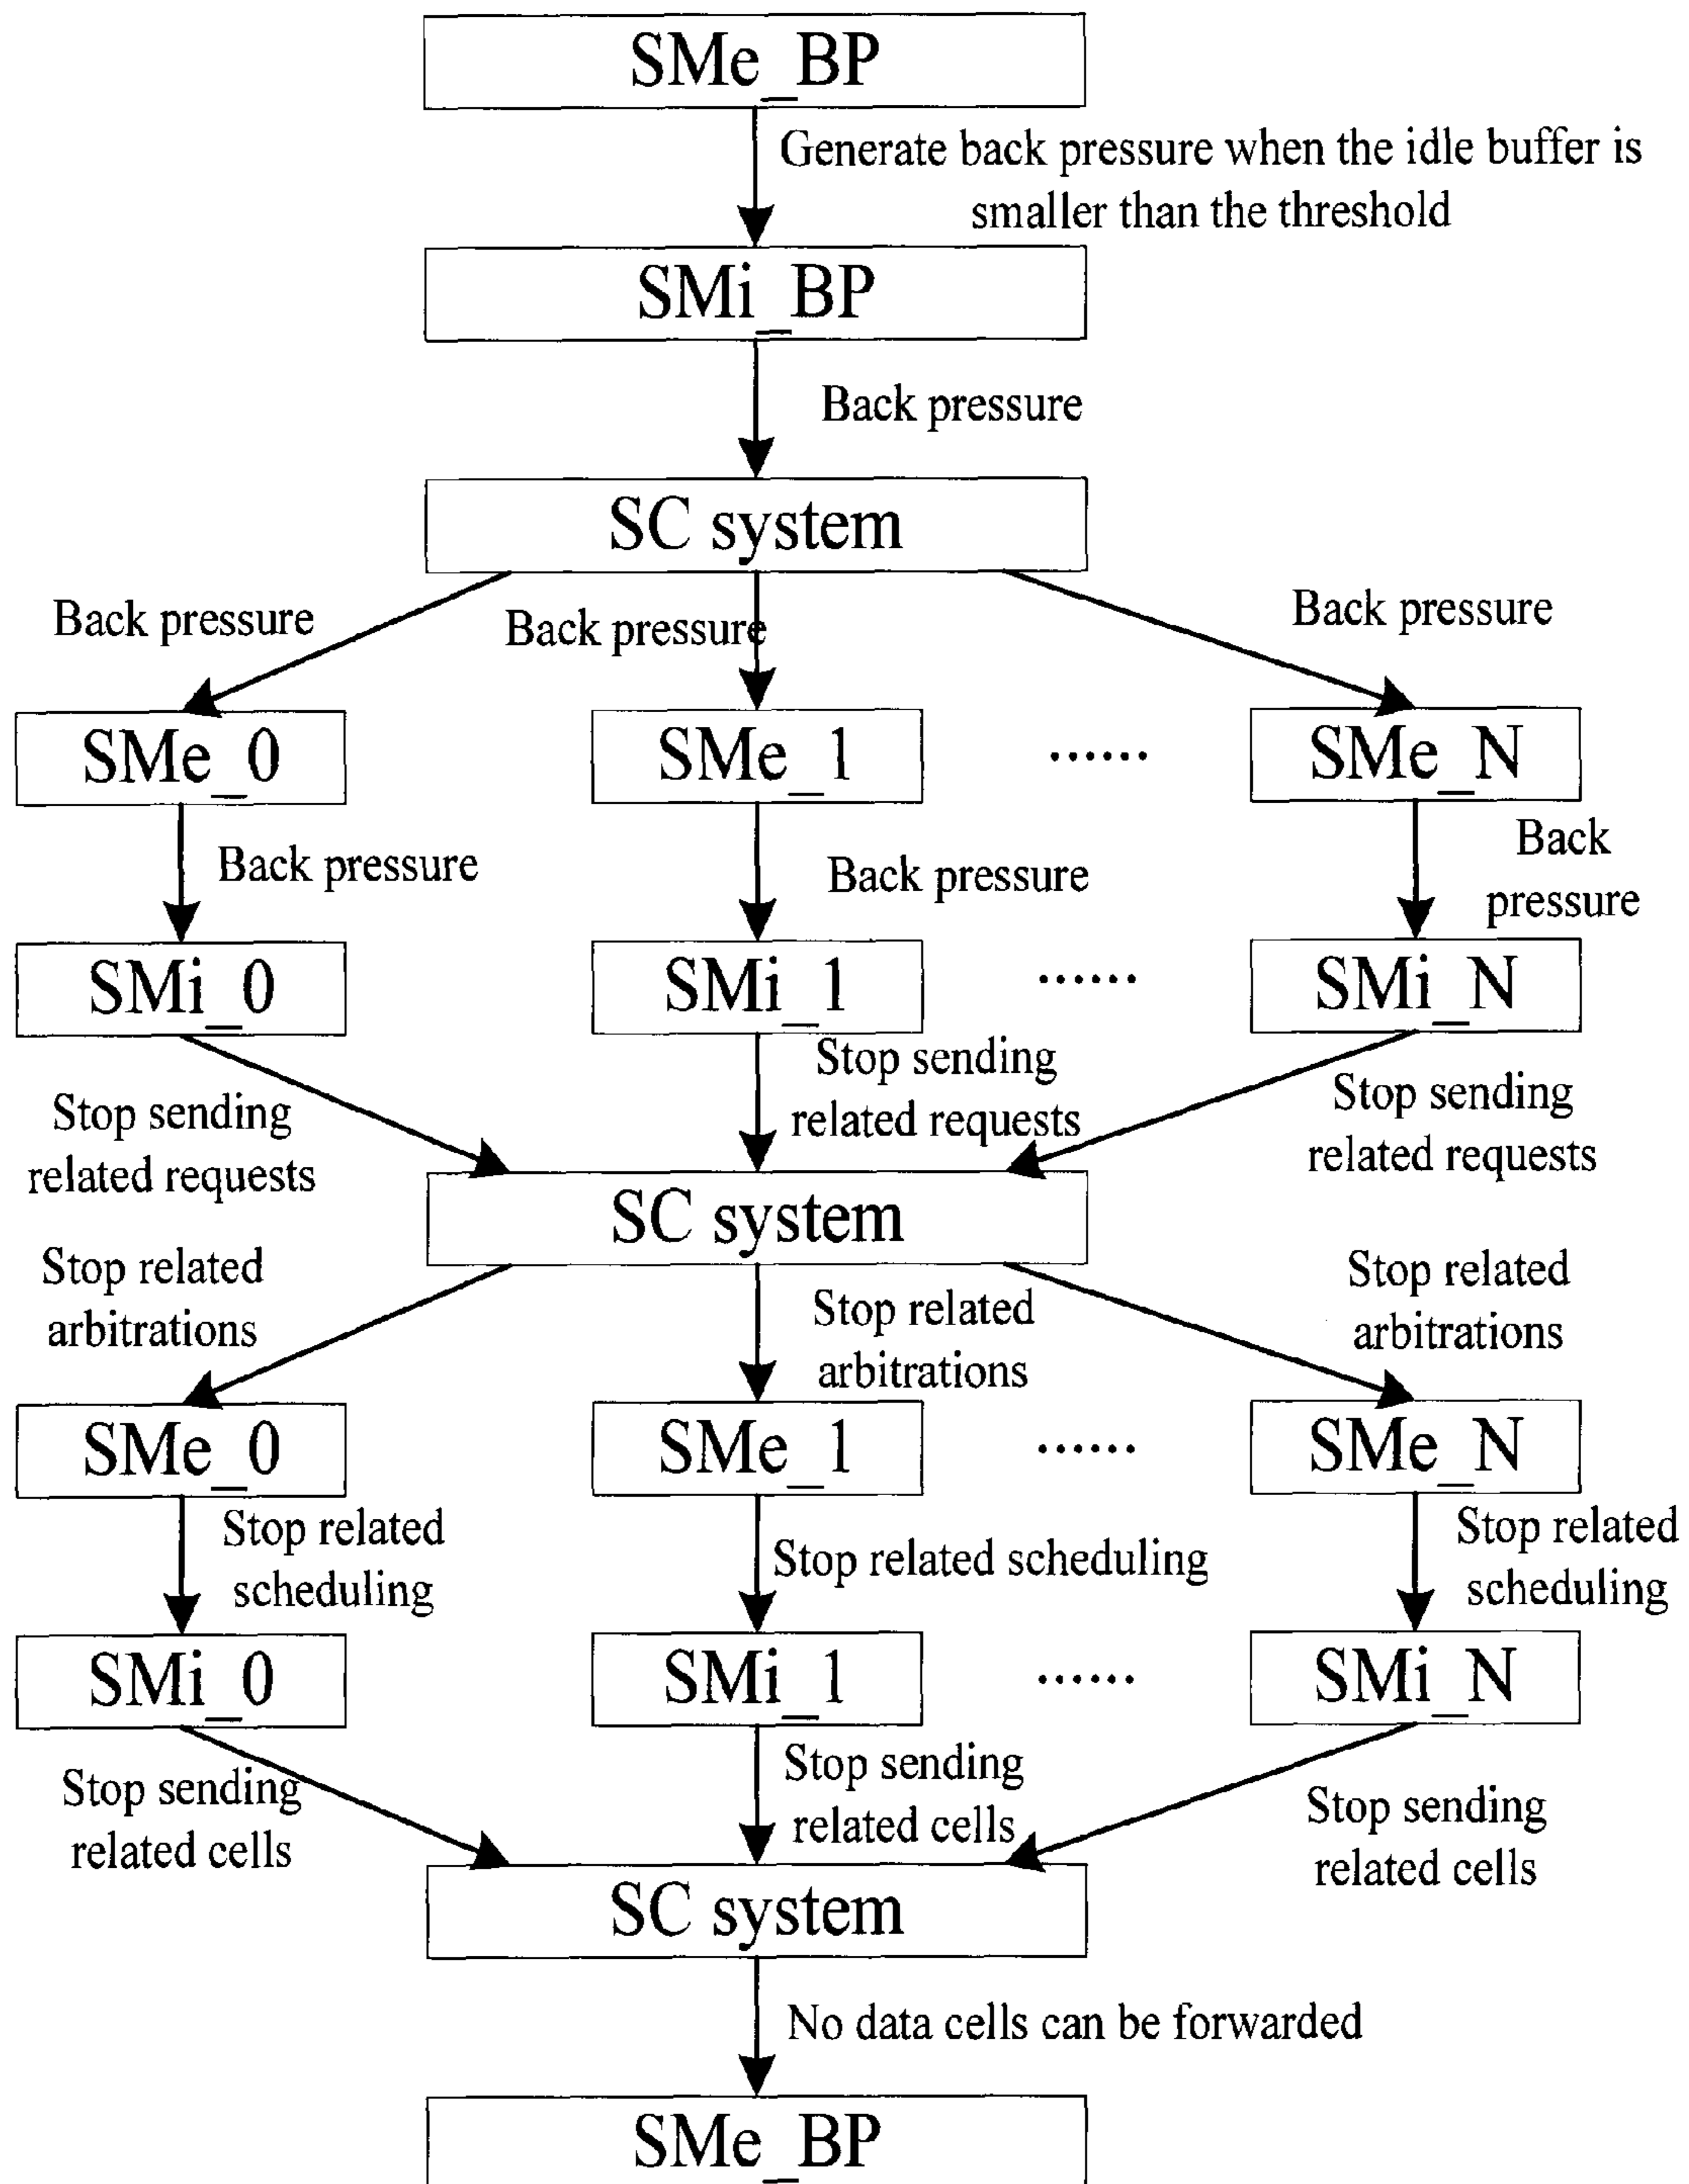 SMe_BP
Generate back pressure when the idle buffer is
smaller than the threshold
SMi_BP
Back pressure
SC system
Back pressure
Back pressure
Back pressure
SMe_0
SMe_1
······
SMe_N
Back pressure
Back pressure
Back
pressure
SMi_0
SMi_1
······
SMi_N
Stop sending
related requests
Stop sending
related requests
Stop sending
related requests
SC system
Stop related
arbitrations
Stop related
arbitrations
Stop related
arbitrations
SMe_0
SMe_1
······
SMe_N
Stop related
scheduling
Stop related scheduling
Stop related
scheduling
SMi_0
SMi_1
······
SMi_N
Stop sending
related cells
Stop sending
related cells
Stop sending
related cells
SC system
No data cells can be forwarded
SMe_BP